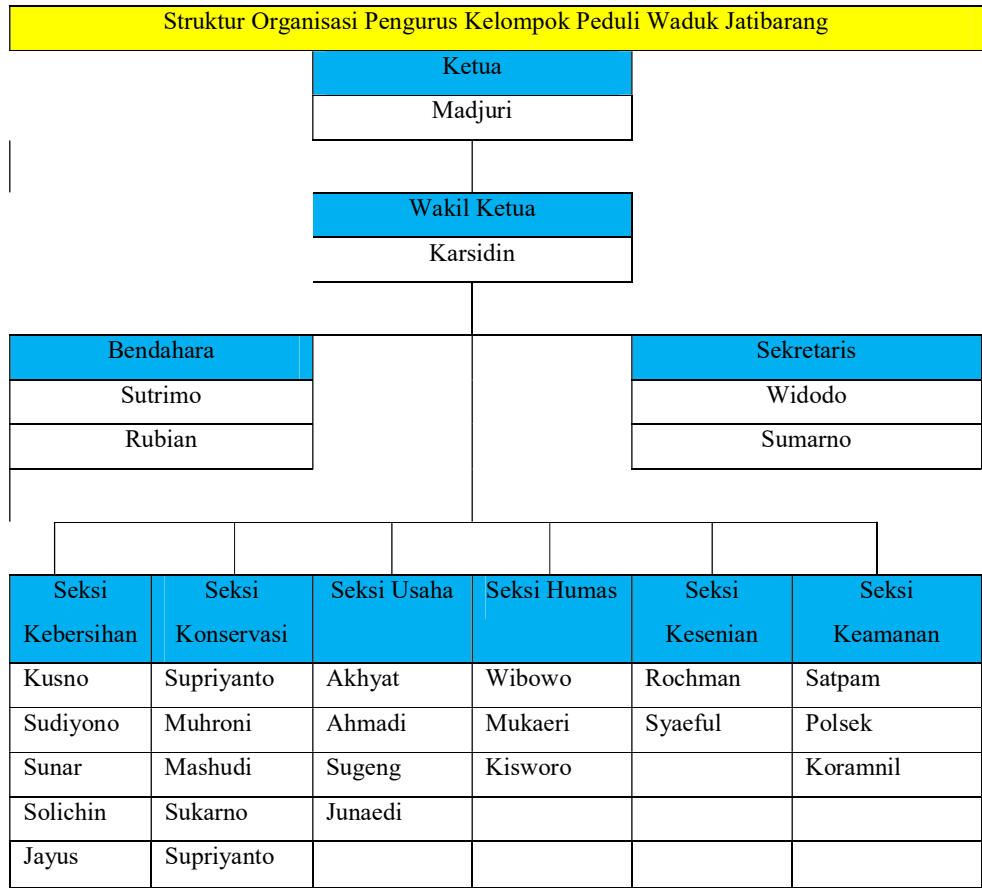 Struktur Organisasi Pengurus Kelompok Peduli Waduk Jatibarang
Ketua
Madjuri
Wakil Ketua
Karsidin
Bendahara Sekretaris
Sutrimo Widodo
Rubian Sumarno
Seksi Seksi Seksi Usaha Seksi Humas Seksi Seksi
Kebersihan Konservasi Kesenian Keamanan
Kusno Supriyanto Akhyat Wibowo Rochman Satpam
Sudiyono Muhroni Ahmadi Mukaeri Syaeful Polsek
Sunar Mashudi Sugeng Kisworo Koramnil
Solichin Sukarno Junaedi
Jayus Supriyanto